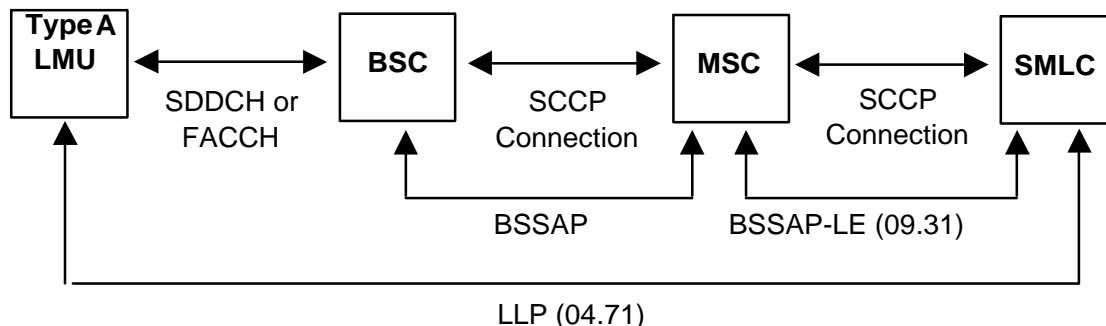 Type A
LMU
BSC
MSC
SMLC
SDDCH or
FACCH
SCCP
Connection
SCCP
Connection
BSSAP
BSSAP-LE (09.31)
LLP (04.71)